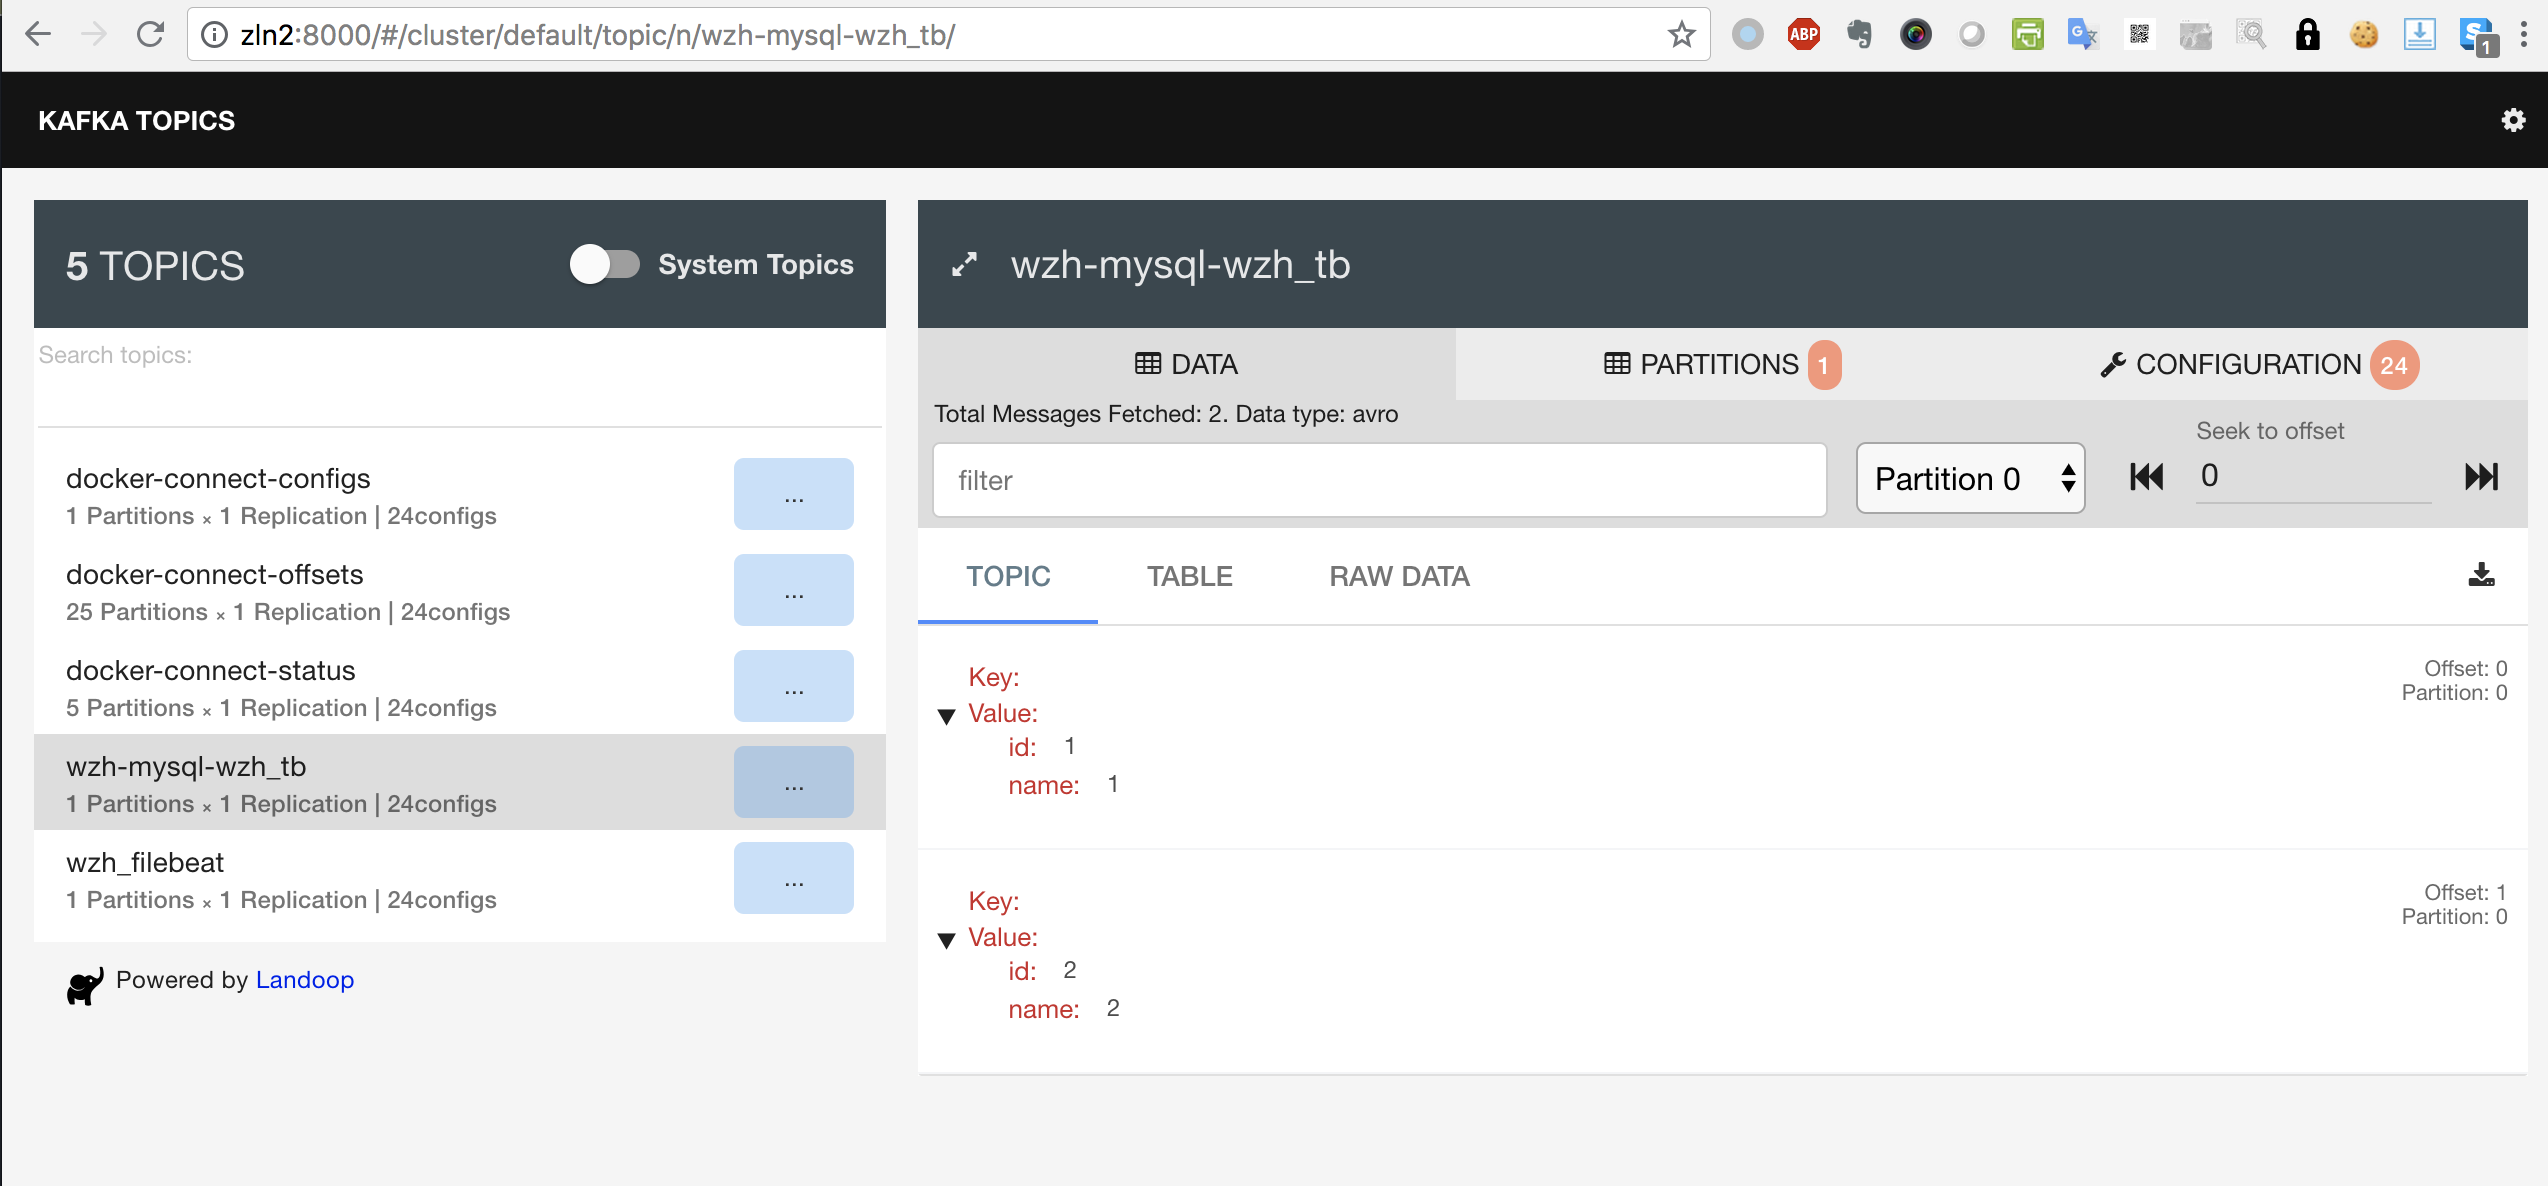 zln2:8000/#/cluster/default/topic/n/wzh-mysql-wzh_tb/
ABP
G
S
1
KAFKA TOPICS
5 TOPICS
System Topics
Search topics:
docker-connect-configs
1 Partitions × 1 Replication | 24configs
...
docker-connect-offsets
25 Partitions × 1 Replication | 24configs
...
docker-connect-status
5 Partitions × 1 Replication | 24configs
...
wzh-mysql-wzh_tb
1 Partitions × 1 Replication | 24configs
...
wzh_filebeat
1 Partitions × 1 Replication | 24configs
...
Powered by Landoop
wzh-mysql-wzh_tb
DATA
PARTITIONS 1
CONFIGURATION 24
Total Messages Fetched: 2. Data type: avro
filter
Partition 0
Seek to offset
0
TOPIC
TABLE
RAW DATA
Key:
Value:
id: 1
name: 1
Offset: 0
Partition: 0
Key:
Value:
id: 2
name: 2
Offset: 1
Partition: 0